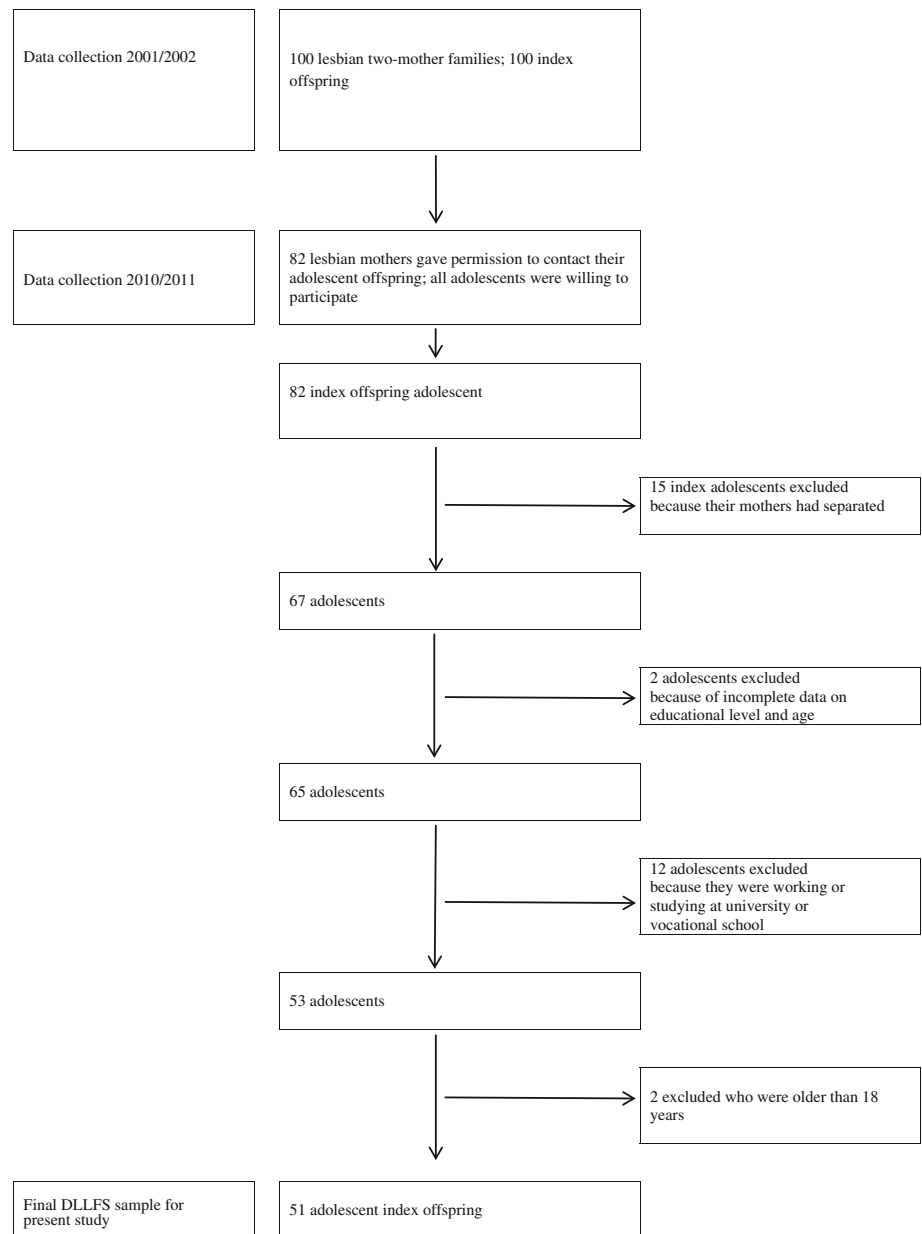 Data collection 2001/2002
100 lesbian two-mother families; 100 index
offspring
Data collection 2010/2011
82 lesbian mothers gave permission to contact their
adolescent offspring; all adolescents were willing to
participate
82 index offspring adolescent
15 index adolescents excluded
because their mothers had separated
67 adolescents
2 adolescents excluded
because of incomplete data on
educational level and age
65 adolescents
12 adolescents excluded
because they were working or
studying at university or
vocational school
53 adolescents
2 excluded who were older than 18
years
Final DLLFS sample for
present study
51 adolescent index offspring